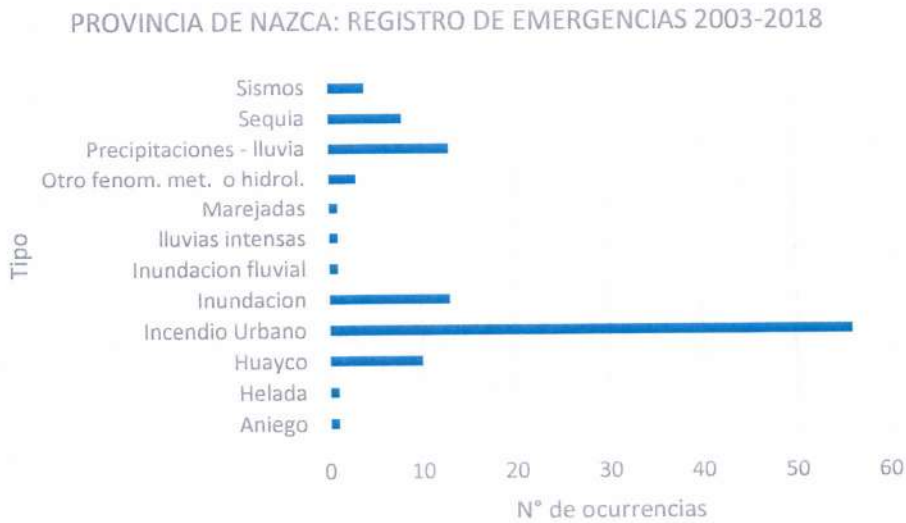 PROVINCIA DE NAZCA: REGISTRO DE EMERGENCIAS 2003-2018
Sismos
Sequia
Precipitaciones - lluvia
Otro fenom. met. o hidrol.
Marejadas
lluvias intensas
Inundacion fluvial
Inundacion
Incendio Urbano
Huayco
Helada
Aniego
Tipo
0 10 20 30 40 50 60
N° de ocurrencias